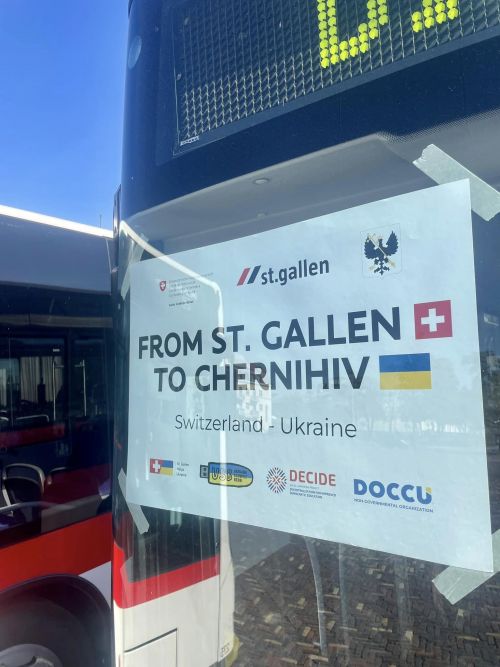 st.gallen
FROM ST. GALLEN
TO CHERNIHIV
Switzerland - Ukraine
DECIDE
DOCCU
NON-GOVERNMENTAL ORGANIZATION